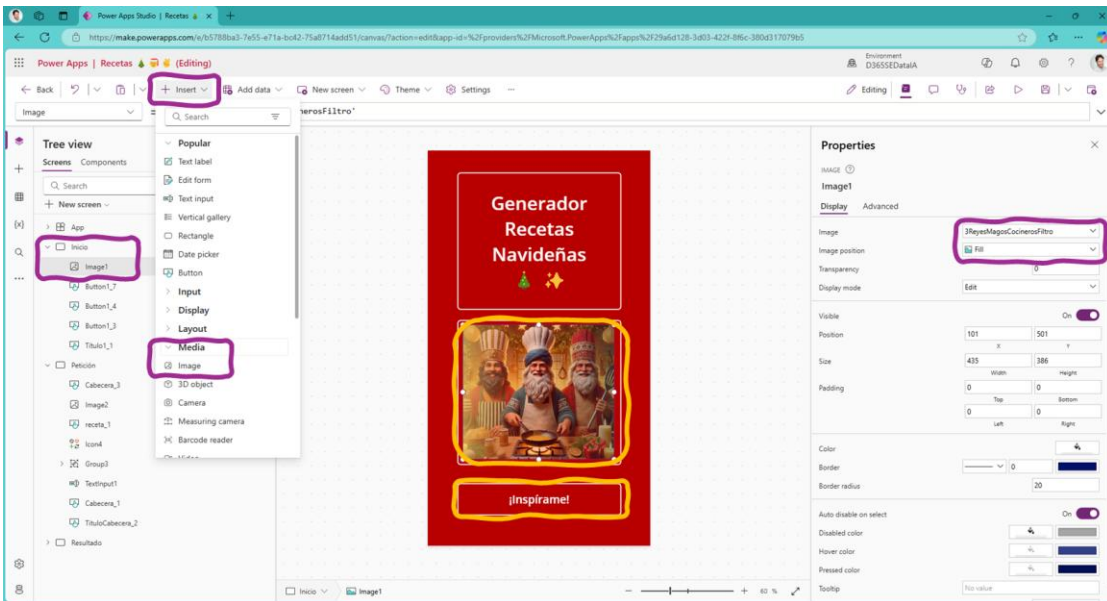 Power Apps Studio | Recetas
https://make.powerapps.com/e/b5788ba3-7e55-e71a-bc42-75a8714add51/canvas/?action=edit&app-id=%2Fproviders%2FMicrosoft.PowerApps%2Fapps%2F29a6d128-3d03-422f-8f6c-380d317079b5
Power Apps | Recetas 🎄 (Editing)
Environment
D365SEDataIA
Back
Insert
Add data
New screen
Theme
Settings
Editing
Image
=
nerosFiltro'
Search
Popular
Text label
Edit form
Text input
Vertical gallery
Rectangle
Date picker
Button
Input
Display
Layout
Media
Image
3D object
Camera
Measuring camera
Barcode reader
Tree view
Screens Components
Search
New screen
App
Inicio
Image1
Button1_7
Button1_4
Button1_3
Titulo1_1
Petición
Cabecera_3
Image2
receta_1
Icon4
Group3
TextInput1
Cabecera_1
TituloCabecera_2
Resultado
Generador
Recetas
Navideñas
🎄 ✨
¡Inspírame!
Inicio
Image1
60 %
Properties
IMAGE
Image1
Display Advanced
Image 3ReyesMagosCocinerosFiltro
Image position Fill
Transparency 0
Display mode Edit
Visible On
Position 101 501
X Y
Size 435 386
Width Height
Padding 0 0
Top Bottom
0 0
Left Right
Color
Border 0
Border radius 20
Auto disable on select On
Disabled color
Hover color
Pressed color
Tooltip No value